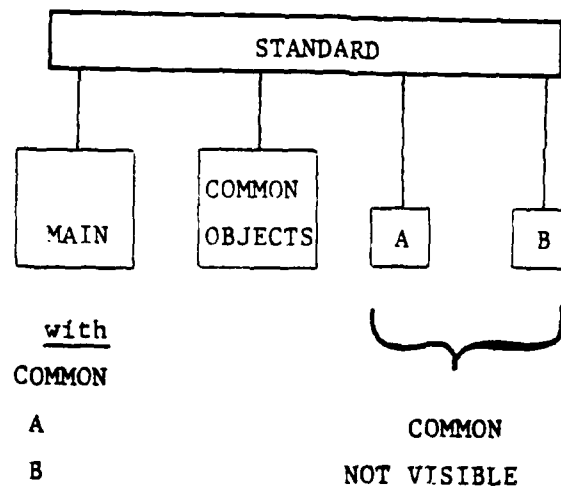 STANDARD
MAIN
COMMON
OBJECTS
A
B
with
COMMON
A
B
COMMON
NOT VISIBLE